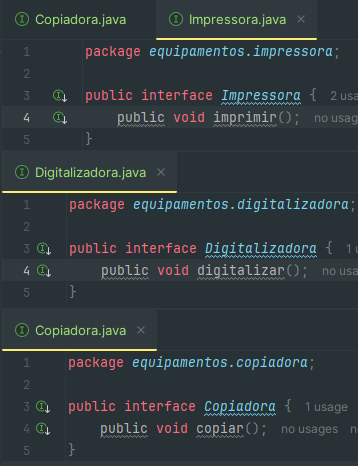 Copiadora.java Impressora.java ×
1 package equipamentos.impressora;
2
3 public interface Impressora { 2 usa
4 public void imprimir(); no usag
5 }
Digitalizadora.java ×
1 package equipamentos.digitalizadora;
2
3 public interface Digitalizadora { 1 u
4 public void digitalizar(); no usa
5 }
Copiadora.java ×
1 package equipamentos.copiadora;
2
3 public interface Copiadora { 1 usage
4 public void copiar(); no usages n
5 }